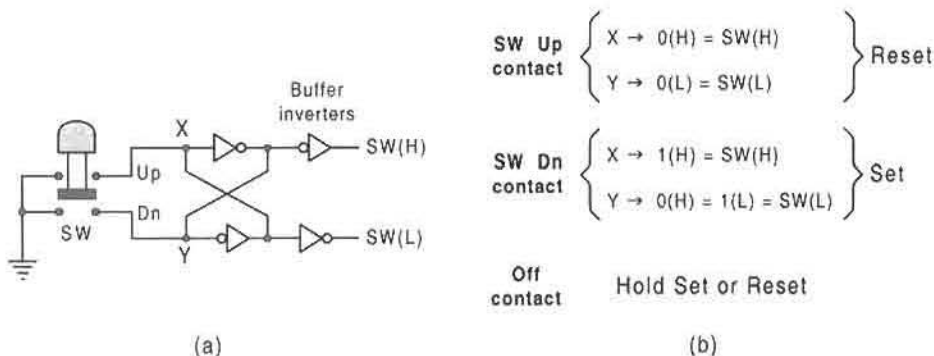 Buffer
inverters
X
SW(H)
Up
Dn
SW
Y
SW(L)
(a)
SW Up
contact
X → 0(H) = SW(H)
Y → 0(L) = SW(L)
Reset
SW Dn
contact
X → 1(H) = SW(H)
Y → 0(H) = 1(L) = SW(L)
Set
Off
contact
Hold Set or Reset
(b)